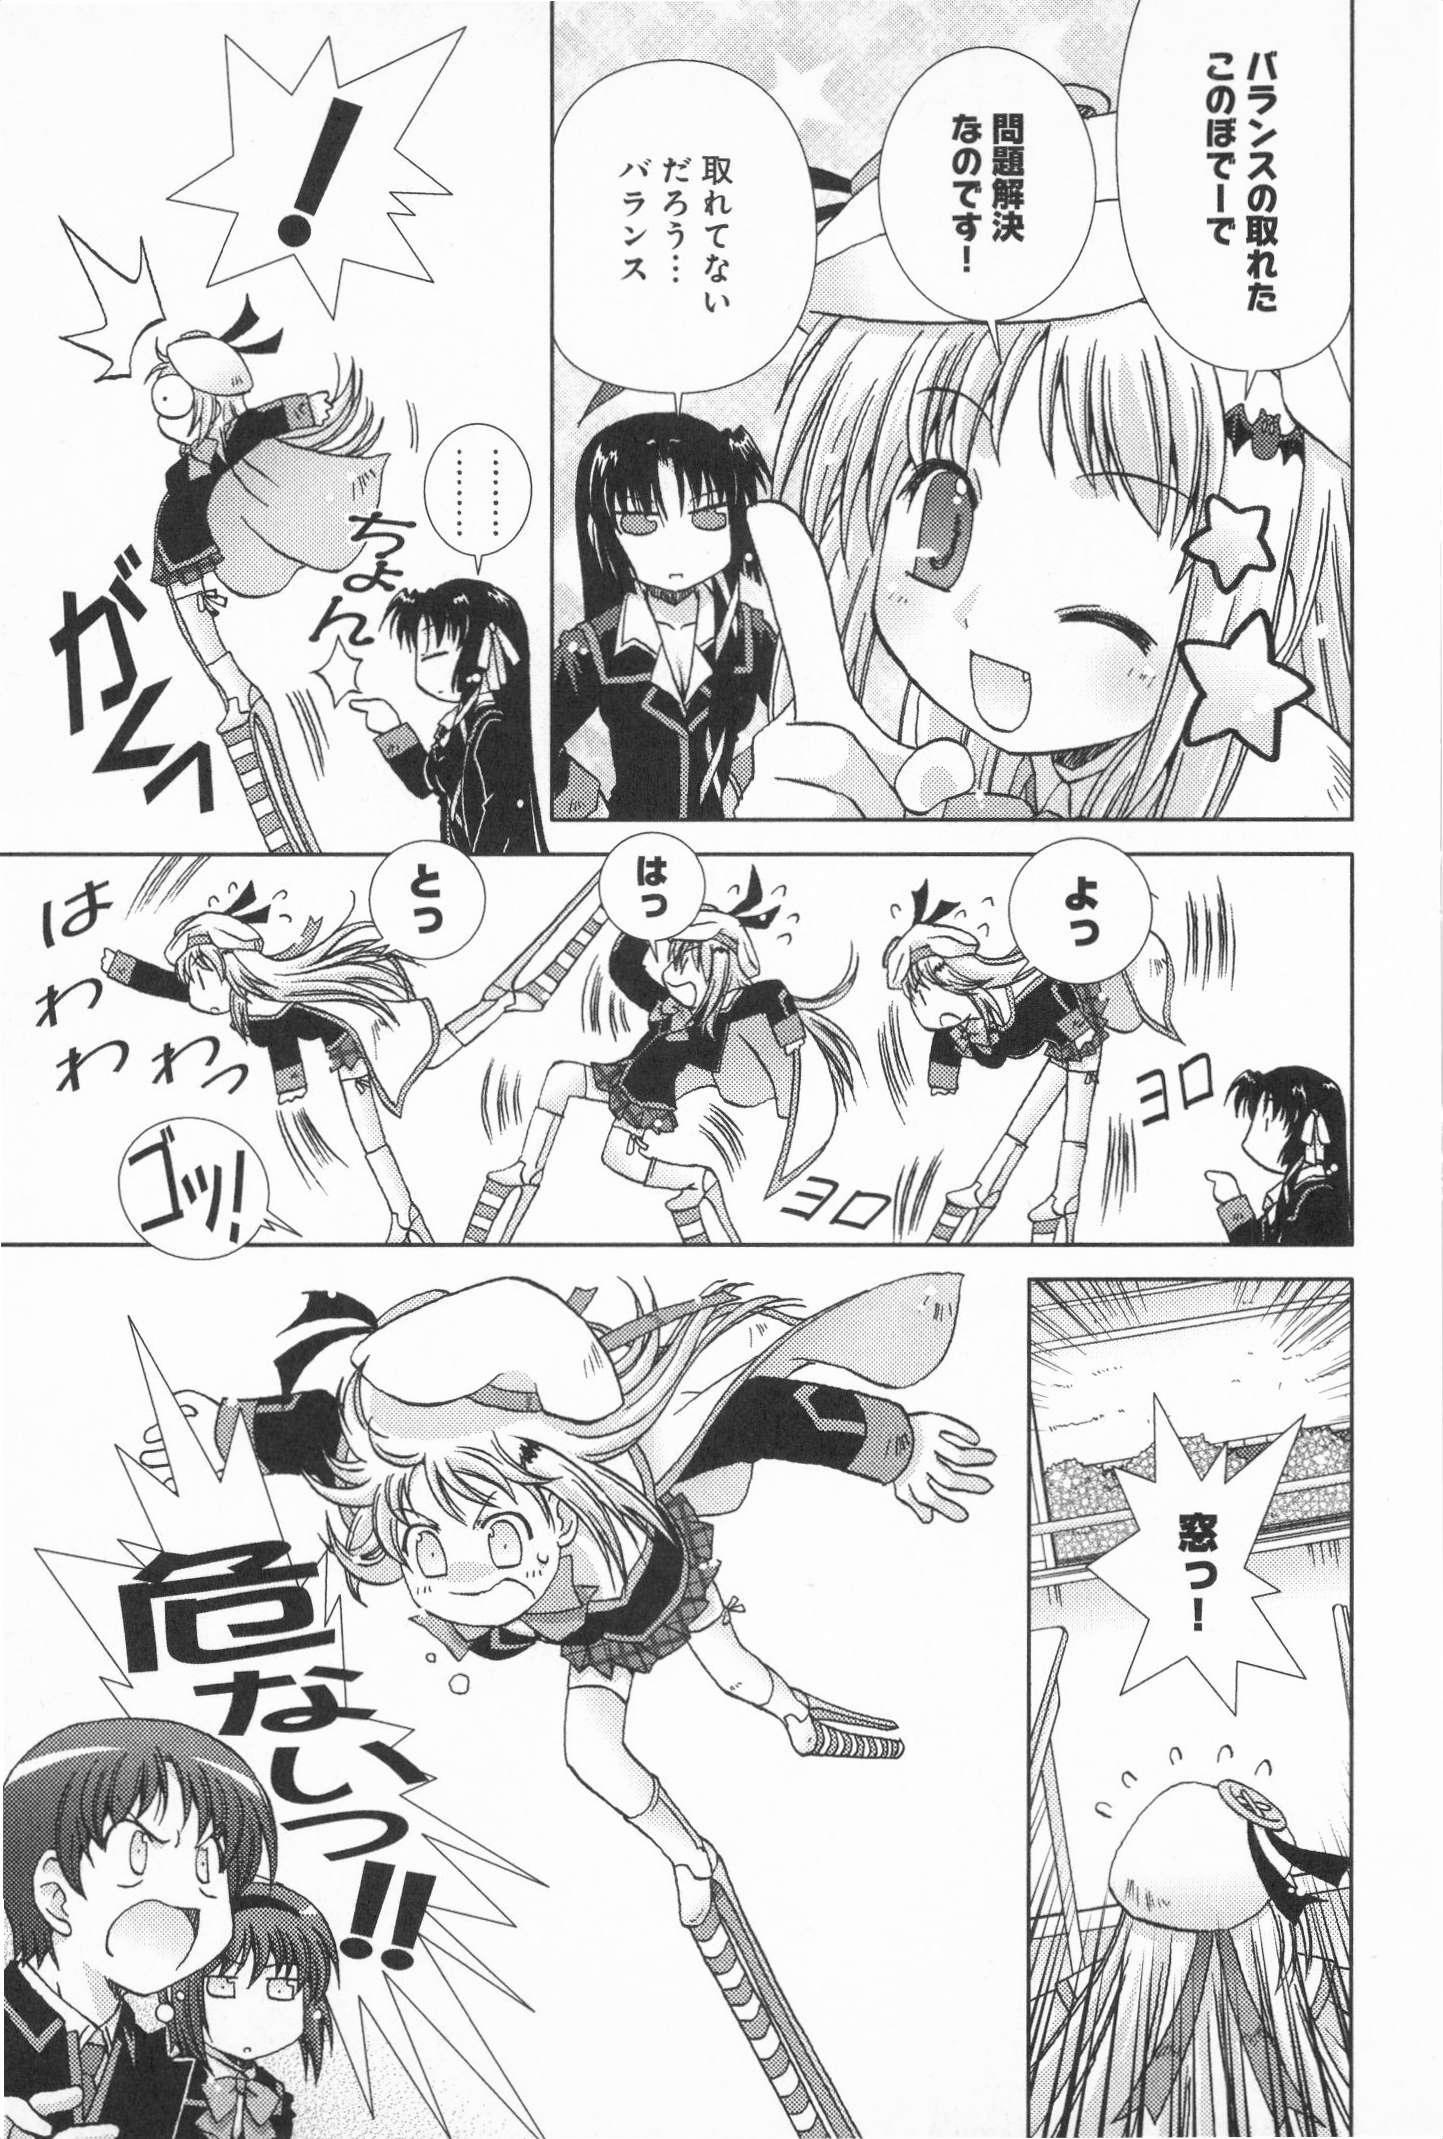 バランスの取れた
このぼでーで
問題解決
なのです！
取れてない
だろう…
バランス
！
…………
…………
ちょん
がくっ
よっ
ヨロ
はっ
ヨロ
とっ
はわわわわっ
ゴッ！
窓っ！
危ないっ！！